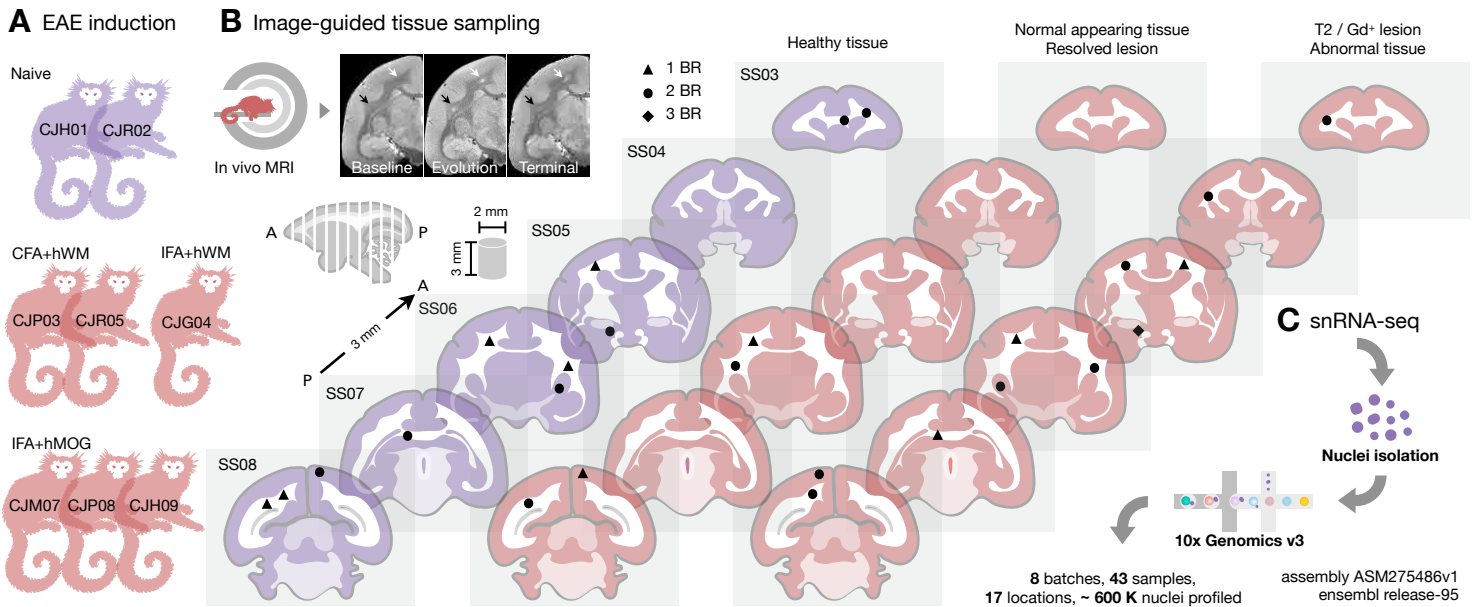 A EAE induction
Naive
CJH01 CJR02
CFA+hWM IFA+hWM
CJP03 CJR05 CJG04
IFA+hMOG
CJM07 CJP08 CJH09
B Image-guided tissue sampling
In vivo MRI
Baseline Evolution Terminal
1 BR
2 BR
3 BR
Healthy tissue
Normal appearing tissue
Resolved lesion
T2 / Gd⁺ lesion
Abnormal tissue
A P
2 mm
3 mm
P 3 mm A
SS03
SS04
SS05
SS06
SS07
SS08
C snRNA-seq
Nuclei isolation
10x Genomics v3
8 batches, 43 samples,
17 locations, ~ 600 K nuclei profiled
assembly ASM275486v1
ensembl release-95